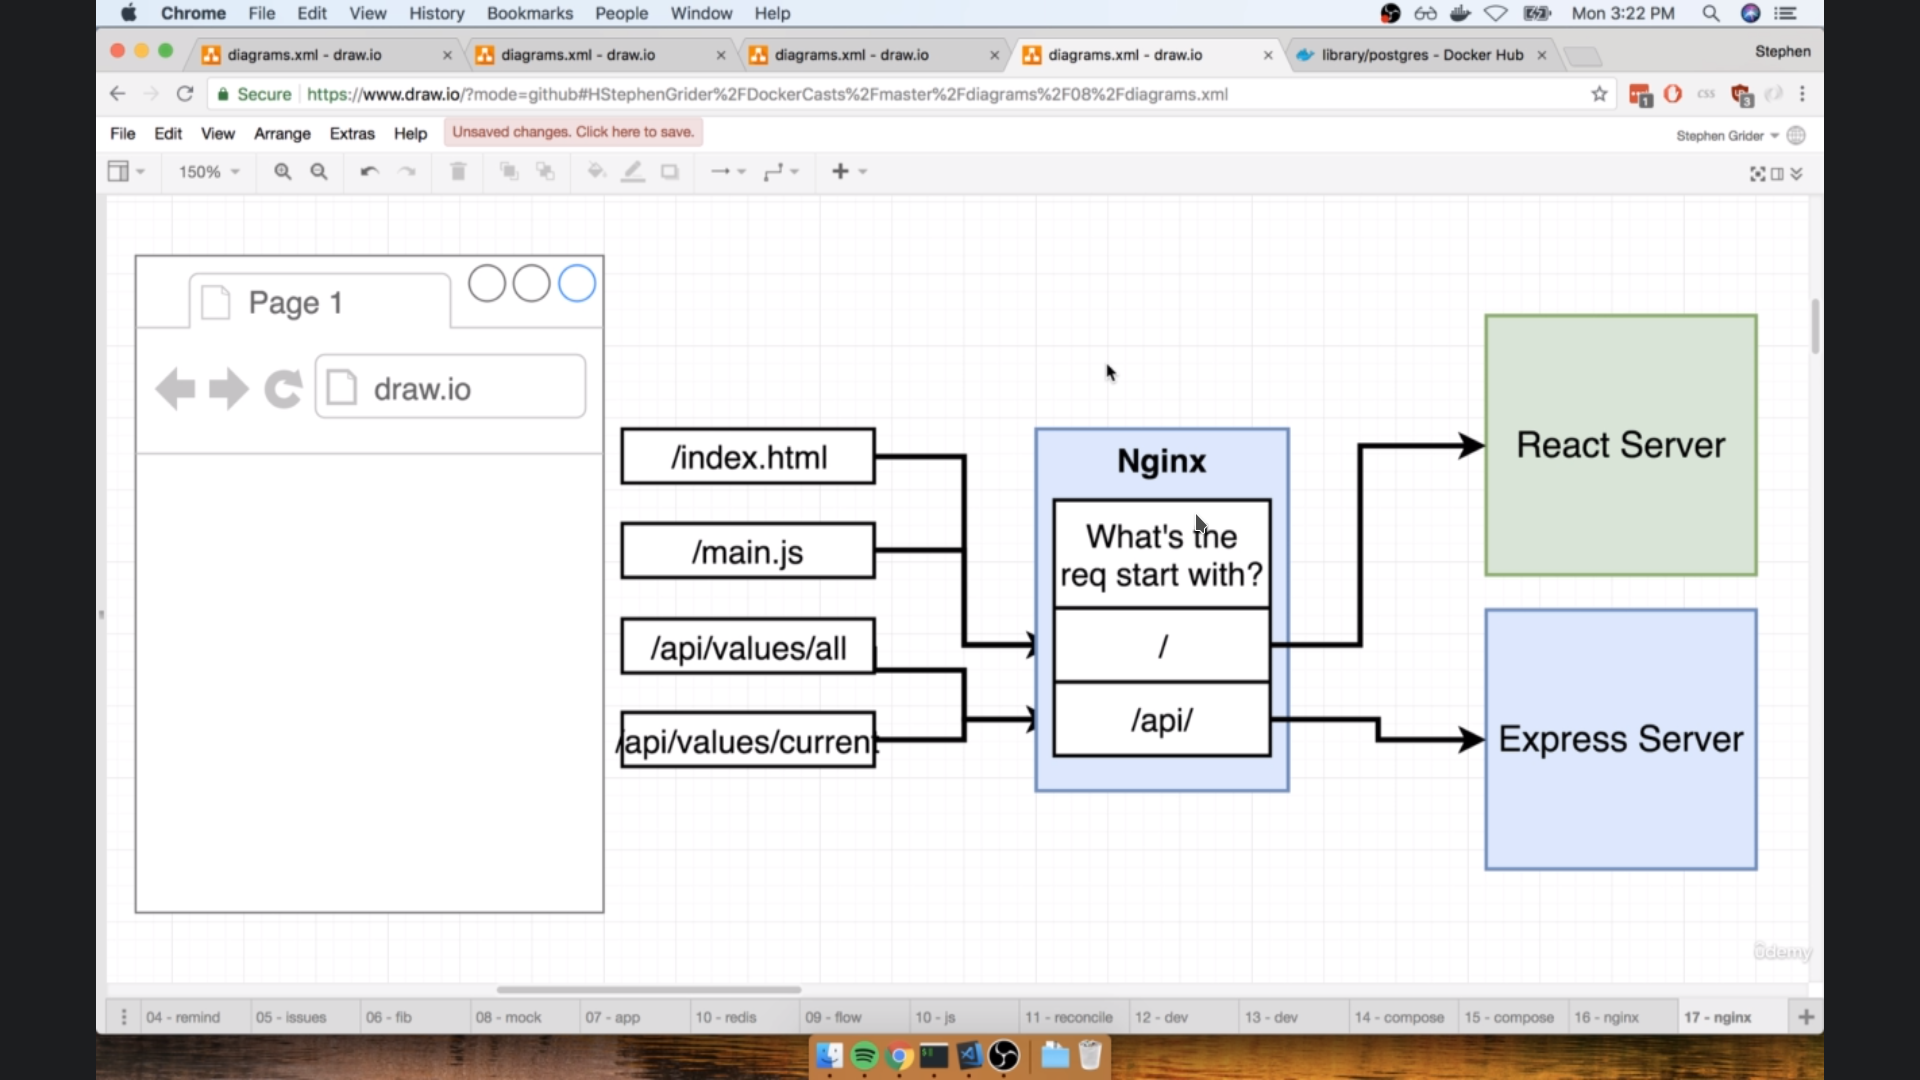 Chrome File Edit View History Bookmarks People Window Help Mon 3:22 PM
diagrams.xml - draw.io diagrams.xml - draw.io diagrams.xml - draw.io diagrams.xml - draw.io library/postgres - Docker Hub Stephen
Secure https://www.draw.io/?mode=github#HStephenGrider%2FDockerCasts%2Fmaster%2Fdiagrams%2F08%2Fdiagrams.xml 1 css 3
File Edit View Arrange Extras Help Unsaved changes. Click here to save. Stephen Grider
150%
Page 1
draw.io
/index.html
/main.js
/api/values/all
/api/values/current
Nginx
What's the
req start with?
/
/api/
React Server
Express Server
ûdemy
04 - remind 05 - issues 06 - fib 08 - mock 07 - app 10 - redis 09 - flow 10 - js 11 - reconcile 12 - dev 13 - dev 14 - compose 15 - compose 16 - nginx 17 - nginx